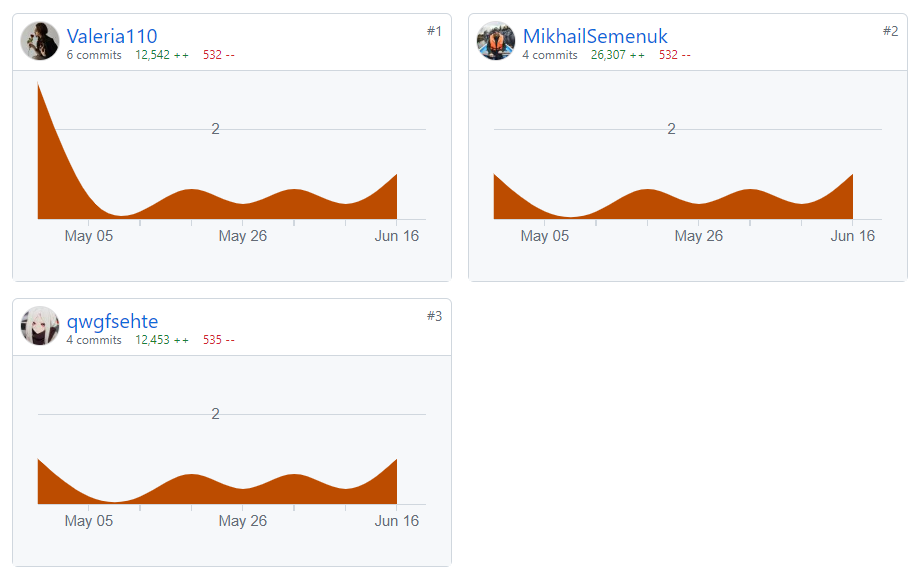 Valeria110 #1
6 commits 12,542 ++ 532 --
2
May 05 May 26 Jun 16
MikhailSemenuk #2
4 commits 26,307 ++ 532 --
2
May 05 May 26 Jun 16
qwgfsehte #3
4 commits 12,453 ++ 535 --
2
May 05 May 26 Jun 16